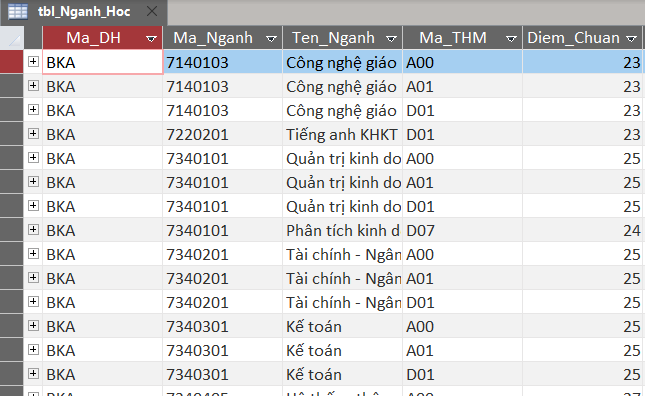 tbl_Nganh_Hoc
Ma_DH Ma_Nganh Ten_Nganh Ma_THM Diem_Chuan
BKA 7140103 Công nghệ giáo A00 23
BKA 7140103 Công nghệ giáo A01 23
BKA 7140103 Công nghệ giáo D01 23
BKA 7220201 Tiếng anh KHKT D01 23
BKA 7340101 Quản trị kinh do A00 25
BKA 7340101 Quản trị kinh do A01 25
BKA 7340101 Quản trị kinh do D01 25
BKA 7340101 Phân tích kinh d D07 24
BKA 7340201 Tài chính - Ngân A00 25
BKA 7340201 Tài chính - Ngân A01 25
BKA 7340201 Tài chính - Ngân D01 25
BKA 7340301 Kế toán A00 25
BKA 7340301 Kế toán A01 25
BKA 7340301 Kế toán D01 25